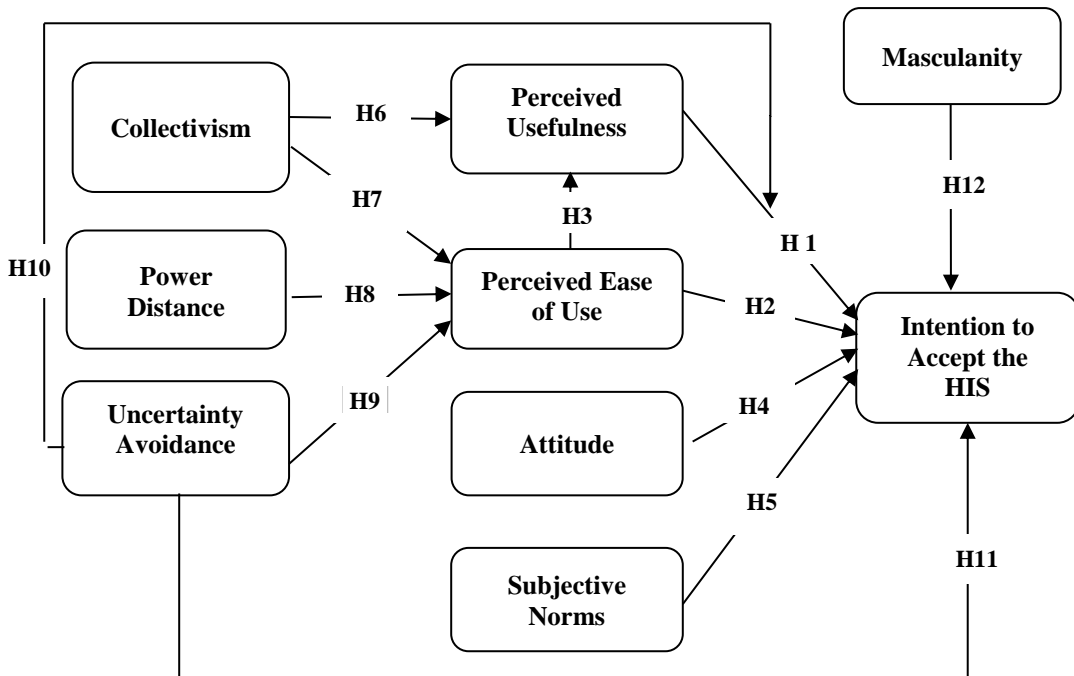 Masculanity
Collectivism
H6
Perceived
Usefulness
H12
H7
H3
H 1
H10
Power
Distance
H8
Perceived Ease
of Use
H2
Intention to
Accept the
HIS
Uncertainty
Avoidance
H9
Attitude
H4
H5
H11
Subjective
Norms